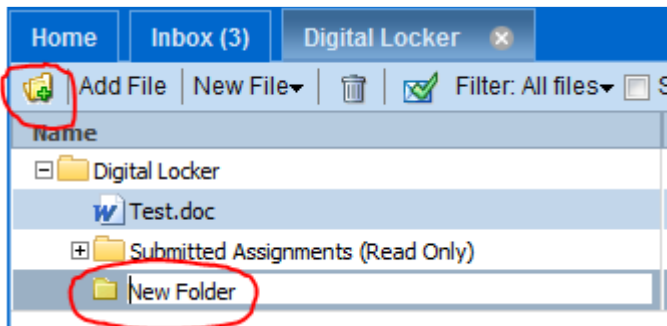 Home Inbox (3) Digital Locker
Add File New File Filter: All files S
Name
Digital Locker
Test.doc
Submitted Assignments (Read Only)
New Folder